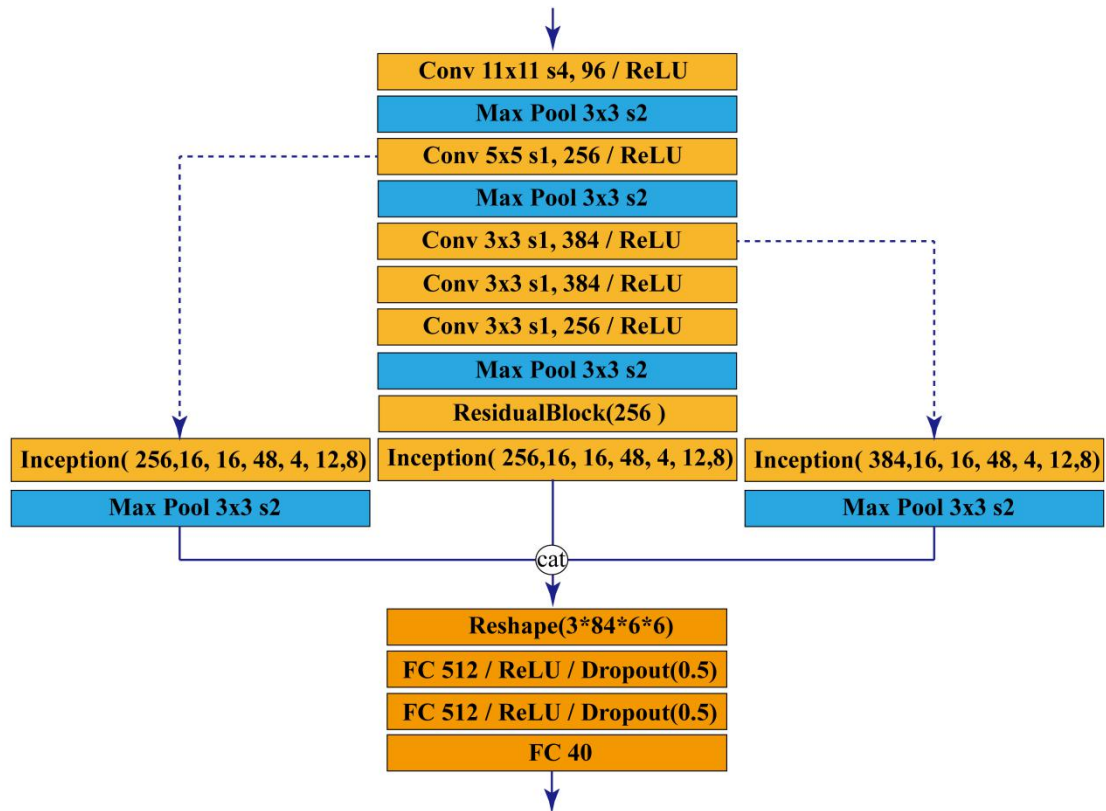 Conv 11x11 s4, 96 / ReLU
Max Pool 3x3 s2
Conv 5x5 s1, 256 / ReLU
Max Pool 3x3 s2
Conv 3x3 s1, 384 / ReLU
Conv 3x3 s1, 384 / ReLU
Conv 3x3 s1, 256 / ReLU
Max Pool 3x3 s2
ResidualBlock(256 )
Inception( 256,16, 16, 48, 4, 12,8)
Inception( 256,16, 16, 48, 4, 12,8)
Inception( 384,16, 16, 48, 4, 12,8)
Max Pool 3x3 s2
Max Pool 3x3 s2
cat
Reshape(3*84*6*6)
FC 512 / ReLU / Dropout(0.5)
FC 512 / ReLU / Dropout(0.5)
FC 40